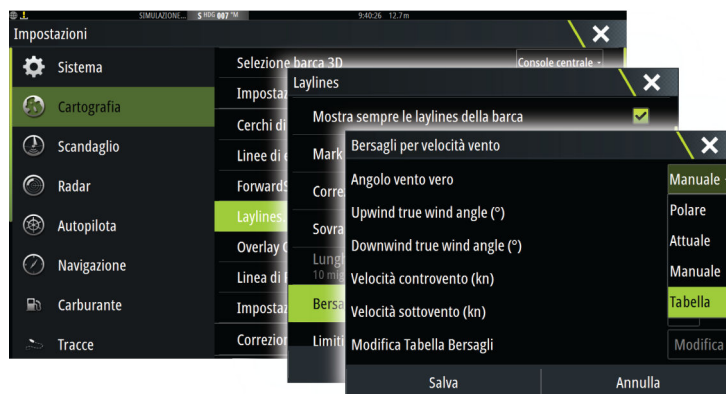 SIMULAZIONE... S HDG 007 °M 9:40:26 12.7 m
Impostazioni
Sistema
Cartografia
Scandaglio
Radar
Autopilota
Navigazione
Carburante
Tracce
Selezione barca 3D Console centrale
Impostaz
Cerchi di
Linee di
ForwardS
Laylines
Overlay
Linea di
Impostaz
Correzion
Laylines
Mostra sempre le laylines della barca
Mark
Corre
Sovra
Lungh
10 mig
Bersa
Limiti
Bersagli per velocità vento
Angolo vento vero Manuale
Upwind true wind angle (°) Polare
Downwind true wind angle (°) Attuale
Velocità controvento (kn) Manuale
Velocità sottovento (kn) Tabella
Modifica Tabella Bersagli Modifica
Salva Annulla